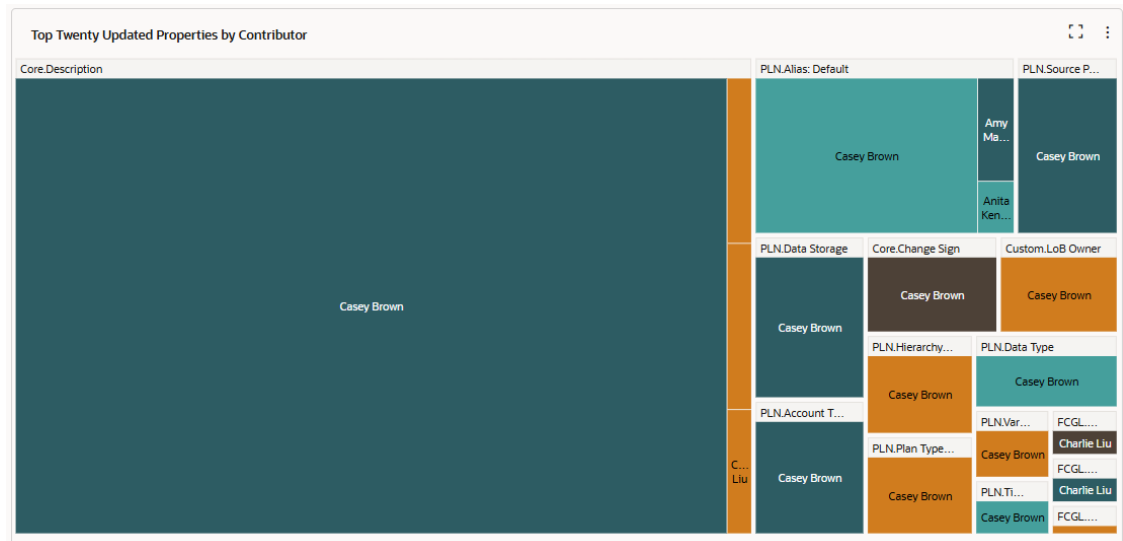 Top Twenty Updated Properties by Contributor
Core.Description
PLN.Alias: Default
PLN.Source P...
Casey Brown
C...
Liu
Casey Brown
Amy
Ma...
Anita
Ken...
Casey Brown
PLN.Data Storage
Core.Change Sign
Custom.LoB Owner
Casey Brown
Casey Brown
Casey Brown
PLN.Hierarchy...
PLN.Data Type
Casey Brown
Casey Brown
PLN.Account T...
Casey Brown
PLN.Plan Type...
Casey Brown
PLN.Var...
Casey Brown
FCGL....
Charlie Liu
FCGL....
Charlie Liu
PLN.Ti...
Casey Brown
FCGL....